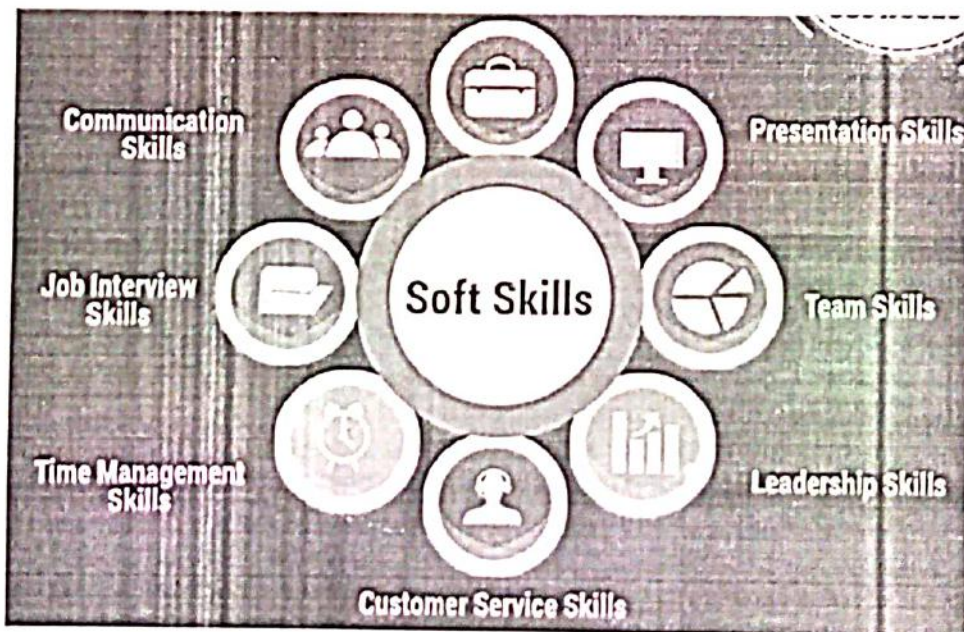 Communication
Skills
Presentation Skills
Job Interview
Skills
Soft Skills
Team Skills
Time Management
Skills
Leadership Skills
Customer Service Skills